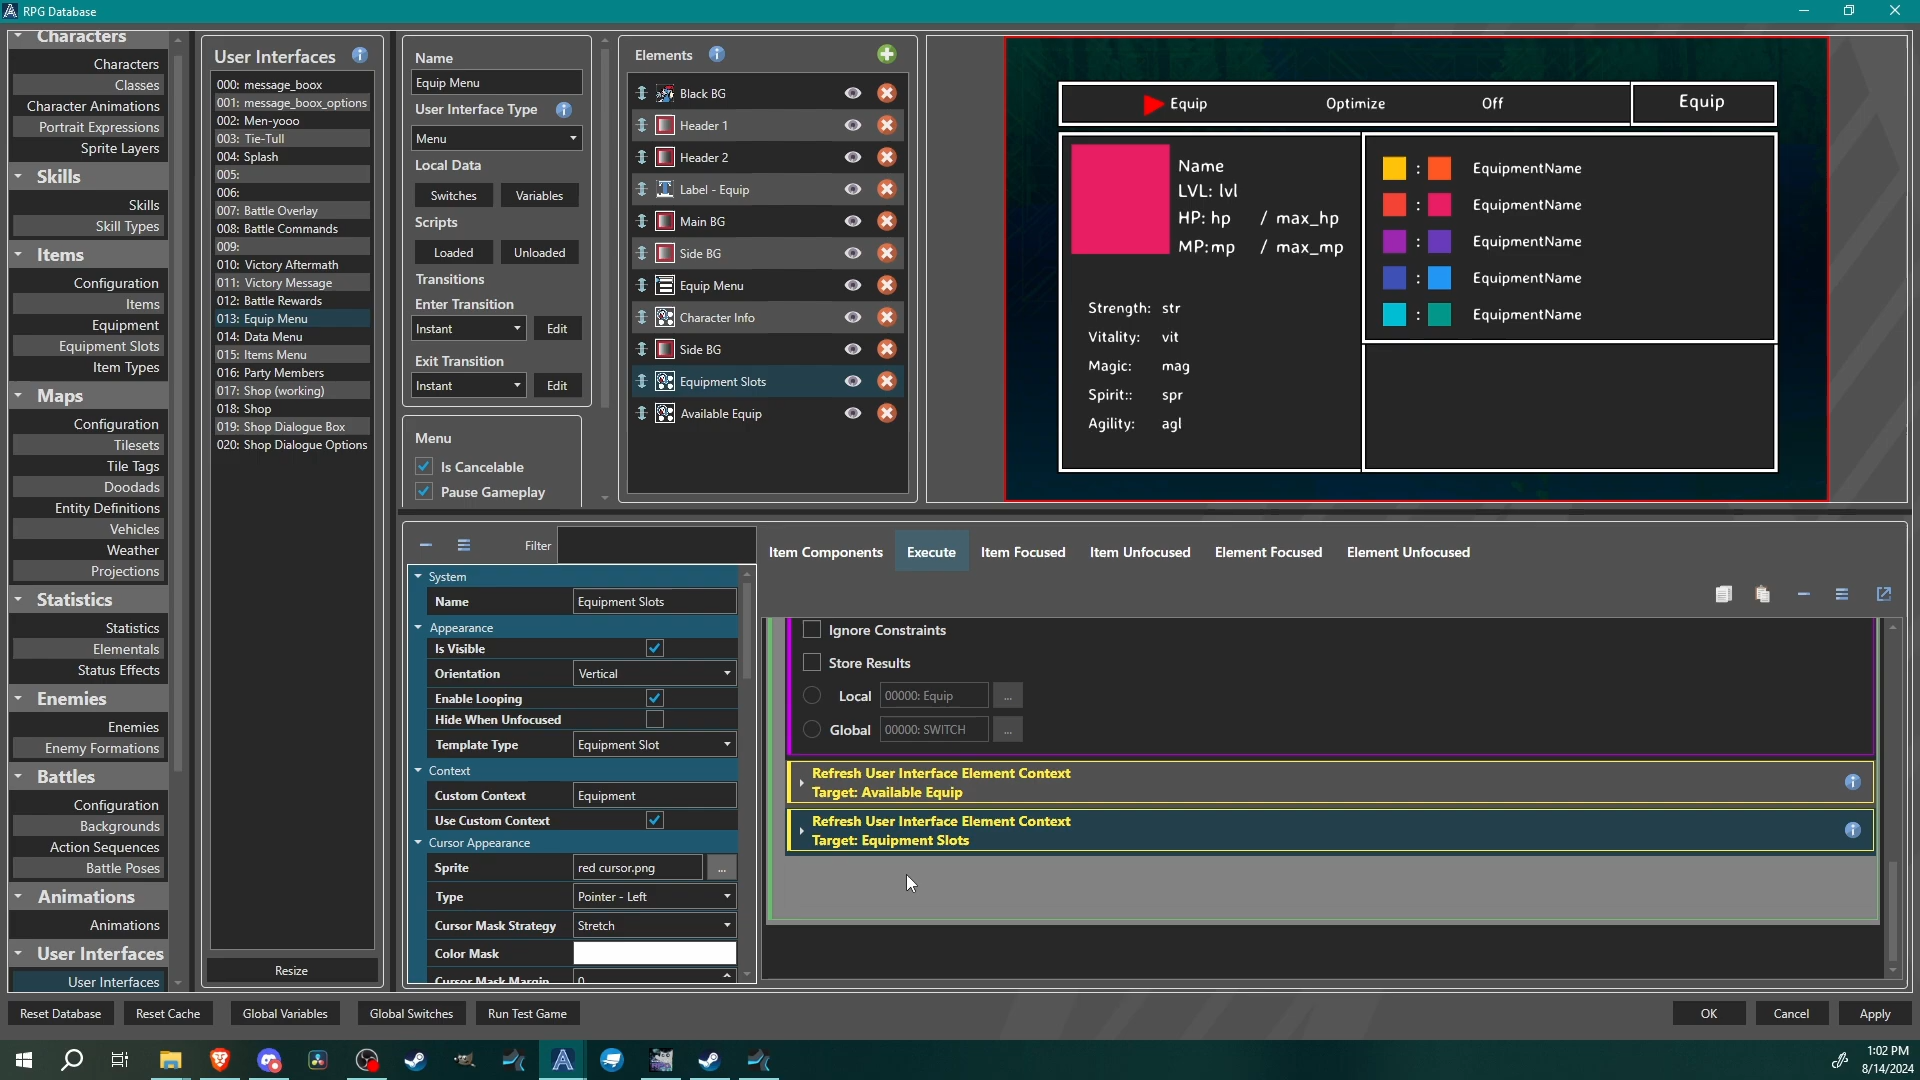 RPG Database
Characters
Characters
Classes
Character Animations
Portrait Expressions
Sprite Layers
Skills
Skills
Skill Types
Items
Configuration
Items
Equipment
Equipment Slots
Item Types
Maps
Configuration
Tilesets
Tile Tags
Doodads
Entity Definitions
Vehicles
Weather
Projections
Statistics
Statistics
Elementals
Status Effects
Enemies
Enemies
Enemy Formations
Battles
Configuration
Backgrounds
Action Sequences
Battle Poses
Animations
Animations
User Interfaces
User Interfaces
User Interfaces
000: message_boox
001: message_boox_options
002: Men-yooo
003: Tie-Tull
004: Splash
005:
006:
007: Battle Overlay
008: Battle Commands
009:
010: Victory Aftermath
011: Victory Message
012: Battle Rewards
013: Equip Menu
014: Data Menu
015: Items Menu
016: Party Members
017: Shop (working)
018: Shop
019: Shop Dialogue Box
020: Shop Dialogue Options
Resize
Name
Equip Menu
User Interface Type
Menu
Local Data
Switches Variables
Scripts
Loaded Unloaded
Transitions
Enter Transition
Instant Edit
Exit Transition
Instant Edit
Menu
Is Cancelable
Pause Gameplay
Elements
Black BG
Header 1
Header 2
Label - Equip
Main BG
Side BG
Equip Menu
Character Info
Side BG
Equipment Slots
Available Equip
Equip Optimize Off Equip
Name
LVL: lvl
HP: hp / max_hp
MP:mp / max_mp
Strength: str
Vitality: vit
Magic: mag
Spirit:: spr
Agility: agl
: EquipmentName
: EquipmentName
: EquipmentName
: EquipmentName
: EquipmentName
Filter
System
Name Equipment Slots
Appearance
Is Visible
Orientation Vertical
Enable Looping
Hide When Unfocused
Template Type Equipment Slot
Context
Custom Context Equipment
Use Custom Context
Cursor Appearance
Sprite red cursor.png ...
Type Pointer - Left
Cursor Mask Strategy Stretch
Color Mask
Cursor Mask Margin 0
Item Components Execute Item Focused Item Unfocused Element Focused Element Unfocused
Ignore Constraints
Store Results
Local 00000: Equip ...
Global 00000: SWITCH ...
Refresh User Interface Element Context
Target: Available Equip
Refresh User Interface Element Context
Target: Equipment Slots
Reset Database Reset Cache Global Variables Global Switches Run Test Game OK Cancel Apply
1:02 PM
8/14/2024